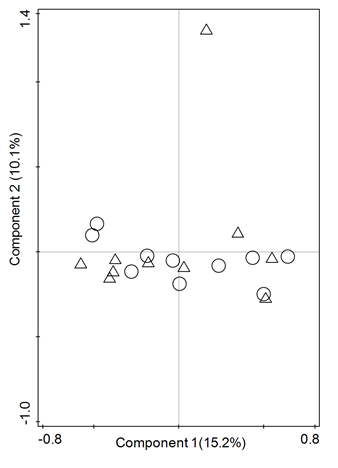 1.4
Component 2 (10.1%)
-1.0
-0.8
Component 1(15.2%)
0.8